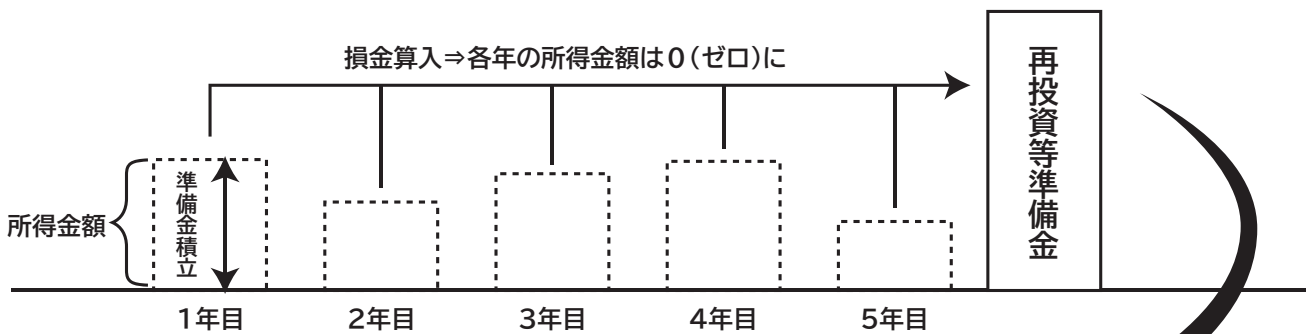 損金算入⇒各年の所得金額は0(ゼロ)に
再投資等準備金
準備金積立
所得金額
1年目
2年目
3年目
4年目
5年目